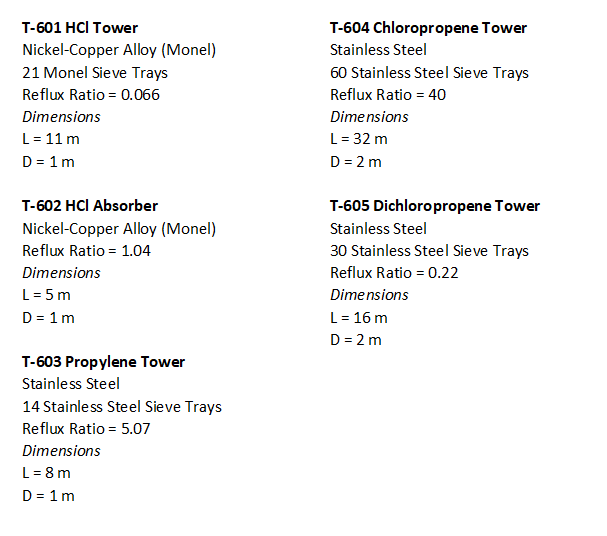 T-601 HCl Tower
Nickel-Copper Alloy (Monel)
21 Monel Sieve Trays
Reflux Ratio = 0.066
Dimensions
L = 11 m
D = 1 m
T-602 HCl Absorber
Nickel-Copper Alloy (Monel)
Reflux Ratio = 1.04
Dimensions
L = 5 m
D = 1 m
T-603 Propylene Tower
Stainless Steel
14 Stainless Steel Sieve Trays
Reflux Ratio = 5.07
Dimensions
L = 8 m
D = 1 m
T-604 Chloropropene Tower
Stainless Steel
60 Stainless Steel Sieve Trays
Reflux Ratio = 40
Dimensions
L = 32 m
D = 2 m
T-605 Dichloropropene Tower
Stainless Steel
30 Stainless Steel Sieve Trays
Reflux Ratio = 0.22
Dimensions
L = 16 m
D = 2 m